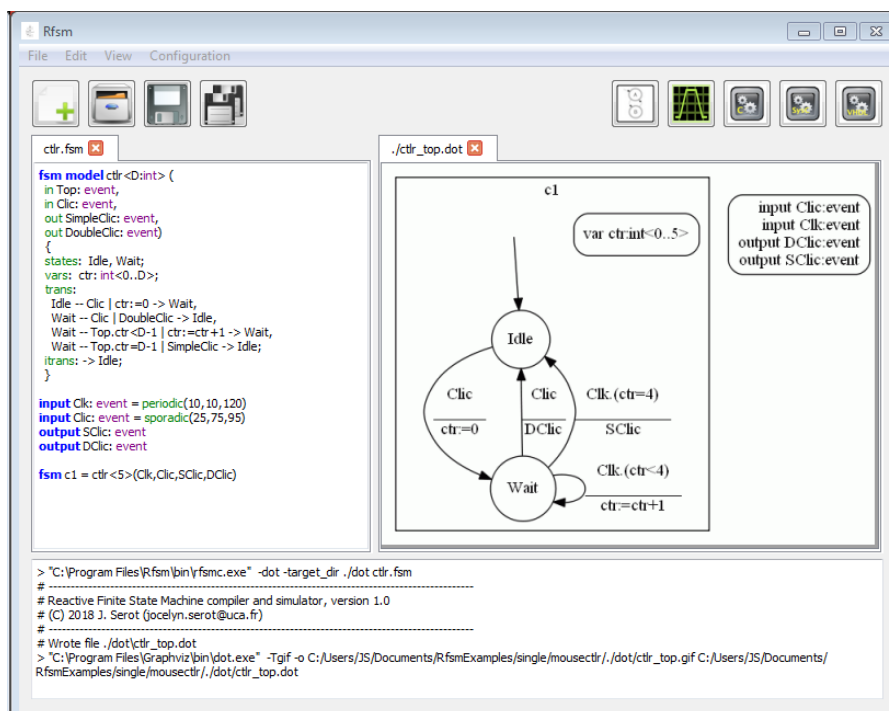 Rfsm
File Edit View Configuration
C SystC VHDL
ctlr.fsm
./ctlr_top.dot
fsm model ctlr<D:int> (
in Top: event,
in Clic: event,
out SimpleClic: event,
out DoubleClic: event)
{
states: Idle, Wait;
vars: ctr: int<0..D>;
trans:
Idle -- Clic | ctr:=0 -> Wait,
Wait -- Clic | DoubleClic -> Idle,
Wait -- Top.ctr<D-1 | ctr:=ctr+1 -> Wait,
Wait -- Top.ctr=D-1 | SimpleClic -> Idle;
itrans: -> Idle;
}
input Clk: event = periodic(10,10,120)
input Clic: event = sporadic(25,75,95)
output SClic: event
output DClic: event
fsm c1 = ctlr<5>(Clk,Clic,SClic,DClic)
c1
var ctr:int<0..5>
Idle
Clic
ctr:=0
Clic
DClic
Clk.(ctr=4)
SClic
Wait
Clk.(ctr<4)
ctr:=ctr+1
input Clic:event
input Clk:event
output DClic:event
output SClic:event
> "C:\Program Files\Rfsm\bin\rfsmc.exe" -dot -target_dir ./dot ctlr.fsm
# ------------------------------------------------------------------------------------------------
# Reactive Finite State Machine compiler and simulator, version 1.0
# (C) 2018 J. Serot (jocelyn.serot@uca.fr)
# ------------------------------------------------------------------------------------------------
# Wrote file ./dot\ctlr_top.dot
> "C:\Program Files\Graphviz\bin\dot.exe" -Tgif -o C:/Users/JS/Documents/RfsmExamples/single/mousectlr/./dot/ctlr_top.gif C:/Users/JS/Documents/
RfsmExamples/single/mousectlr/./dot/ctlr_top.dot